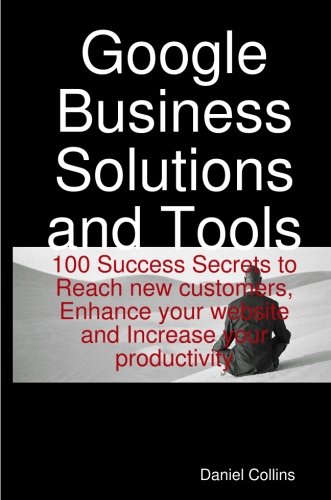 Google
Business
Solutions
and Tools
100 Success Secrets to
Reach new customers,
Enhance your website
and Increase your
productivity
Daniel Collins